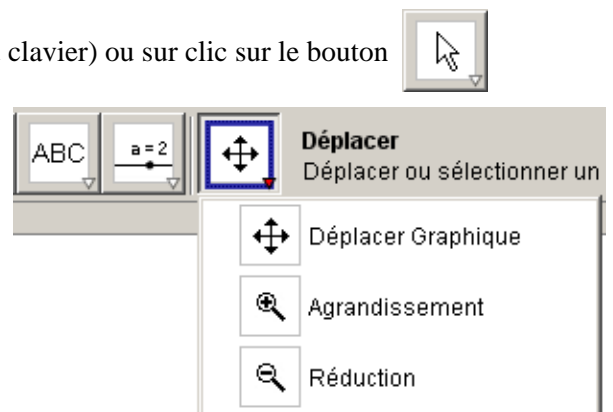 clavier) ou sur clic sur le bouton
ABC
a = 2
Déplacer
Déplacer ou sélectionner un
Déplacer Graphique
Agrandissement
Réduction